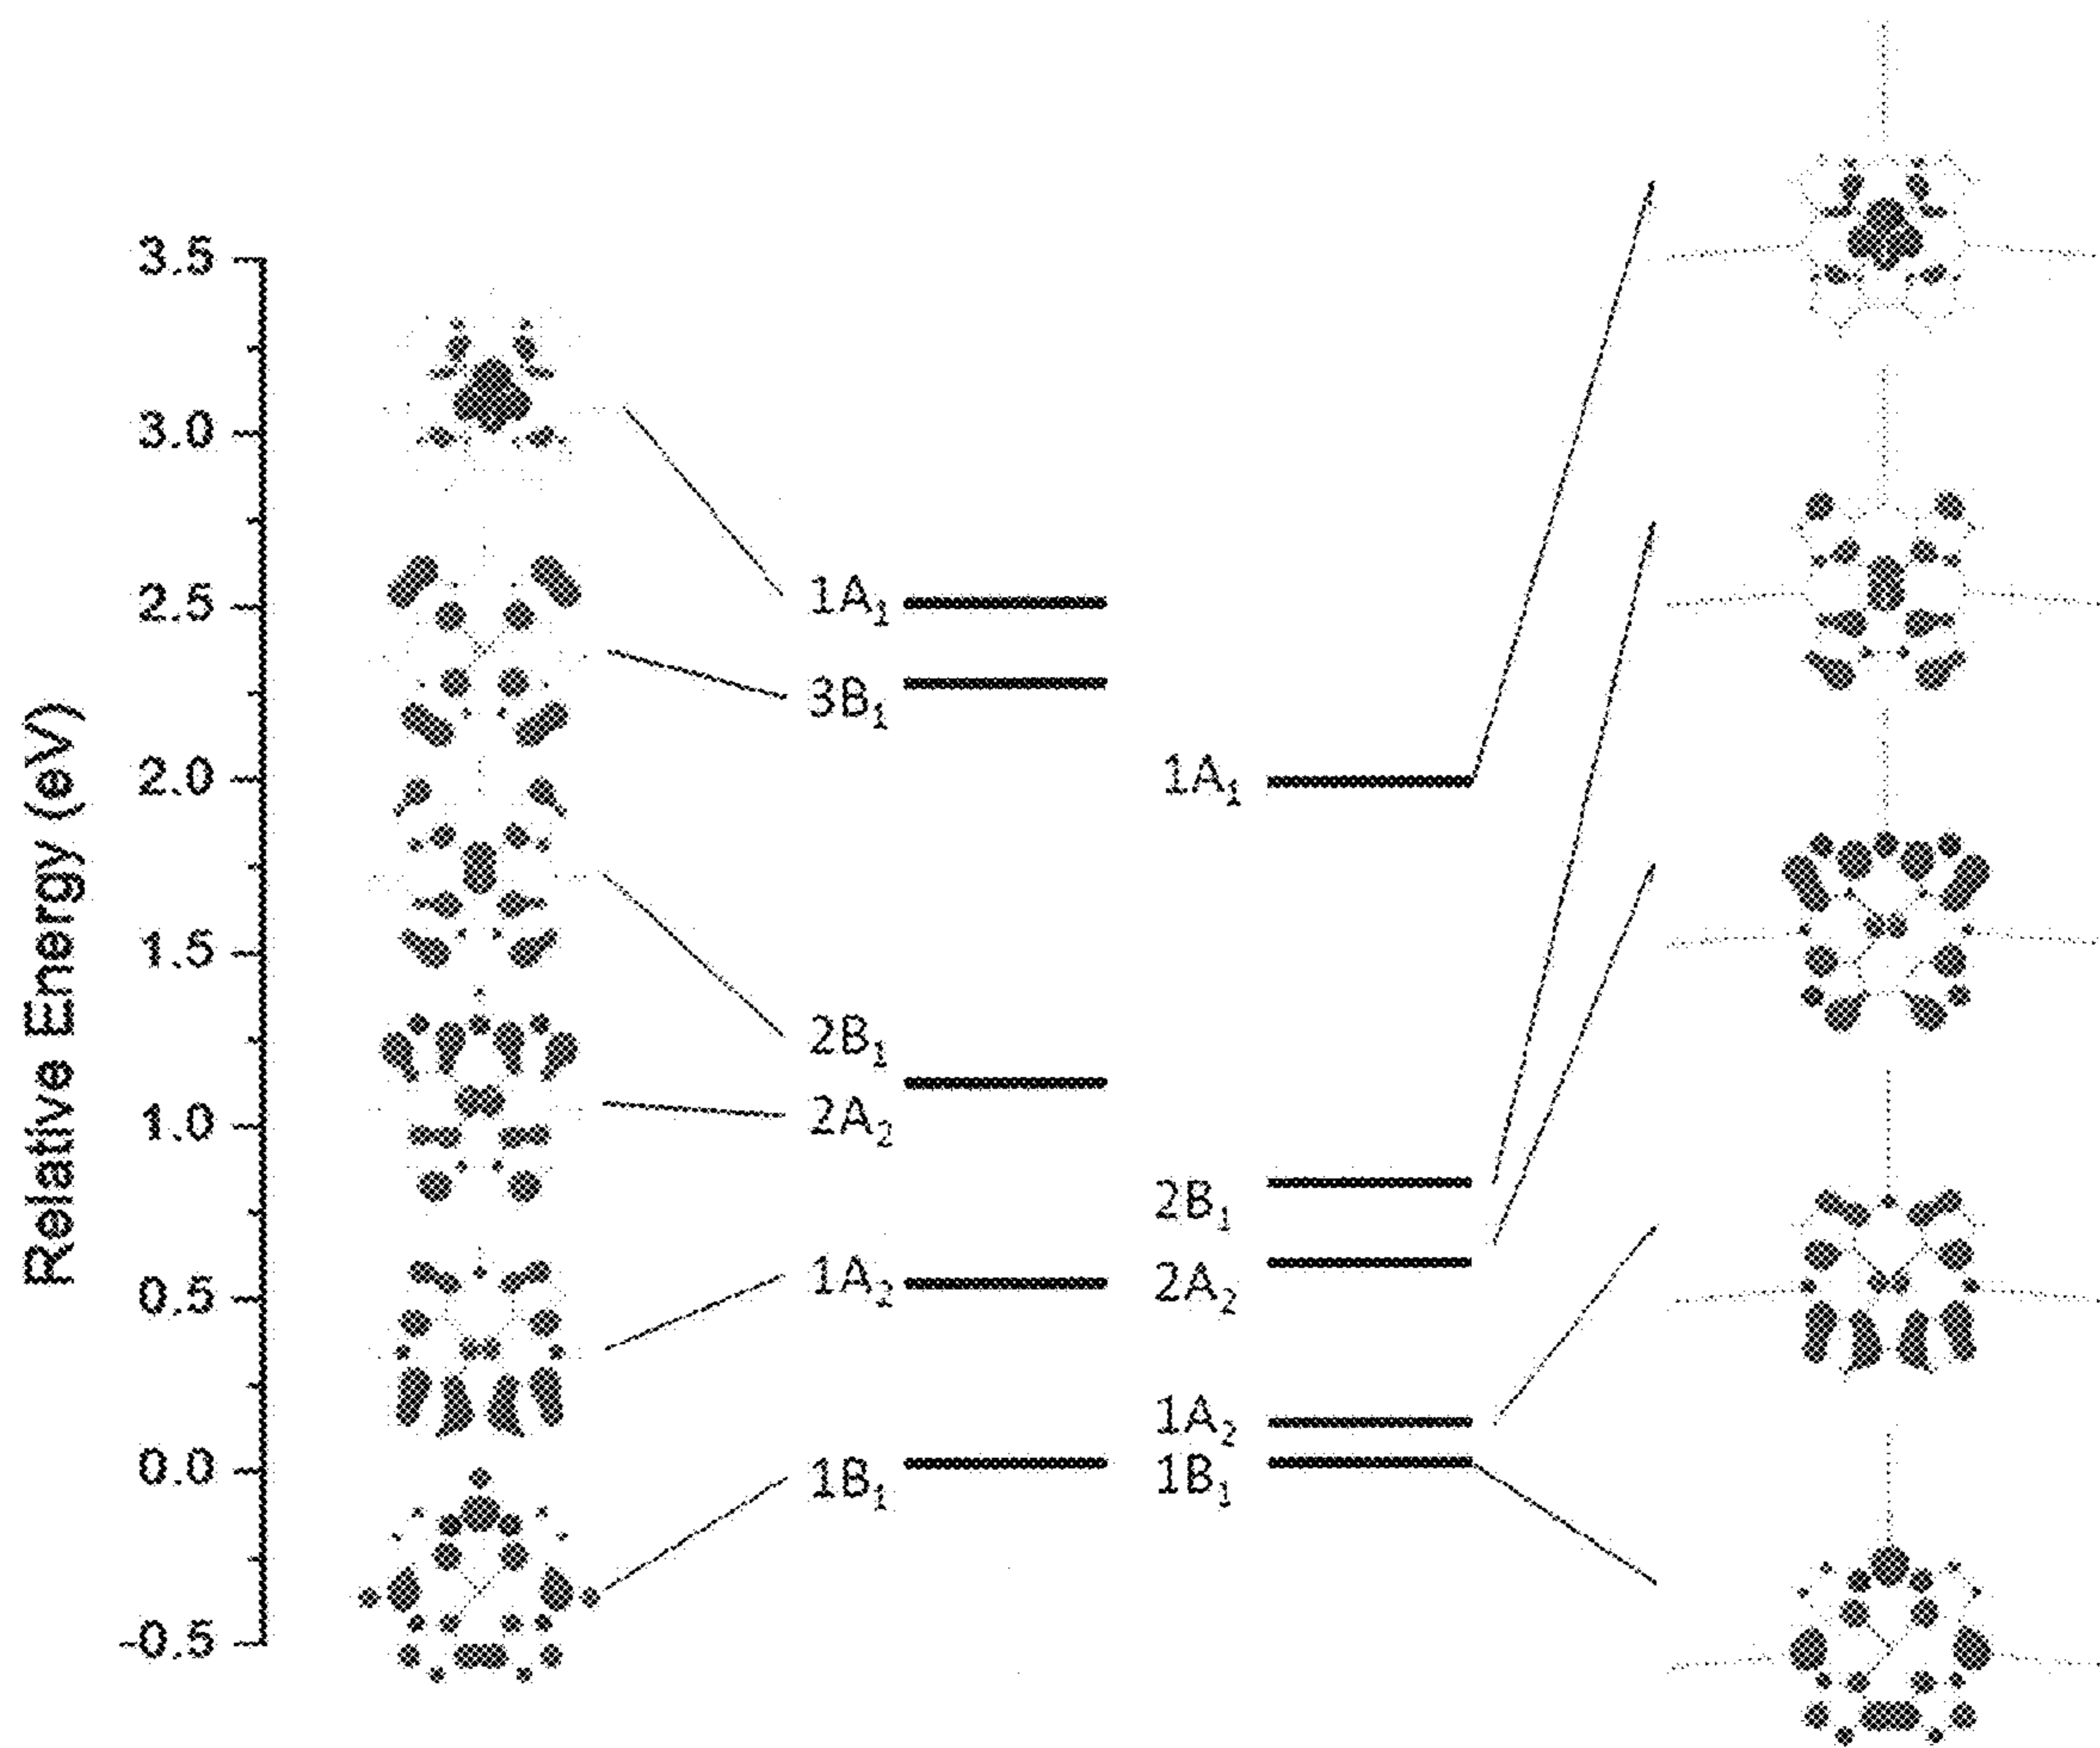 3.5
3.0
2.5
2.0
1.5
1.0
0.5
0.0
-0.5
Relative Energy (eV)
1A₁
3B₁
2B₁
2A₂
1A₂
1B₁
1A₁
2B₁
2A₂
1A₂
1B₁